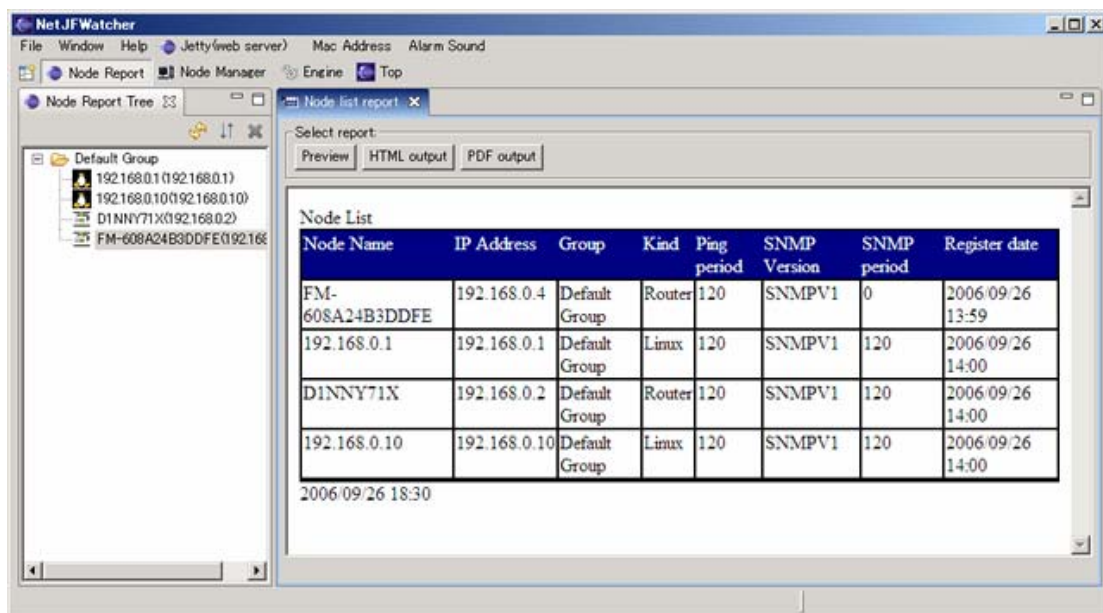 NetJFWatcher
File Window Help Jetty(web server) Mac Address Alarm Sound
Node Report Node Manager Engine Top
Node Report Tree
Default Group
192.168.0.1(192.168.0.1)
192.168.0.10(192.168.0.10)
D1NNY71X(192.168.0.2)
FM-608A24B3DDFE(192.168
Node list report
Select report:
Preview HTML output PDF output
Node List
Node Name IP Address Group Kind Ping period SNMP Version SNMP period Register date
FM-608A24B3DDFE 192.168.0.4 Default Group Router 120 SNMPV1 0 2006/09/26 13:59
192.168.0.1 192.168.0.1 Default Group Linux 120 SNMPV1 120 2006/09/26 14:00
D1NNY71X 192.168.0.2 Default Group Router 120 SNMPV1 120 2006/09/26 14:00
192.168.0.10 192.168.0.10 Default Group Linux 120 SNMPV1 120 2006/09/26 14:00
2006/09/26 18:30